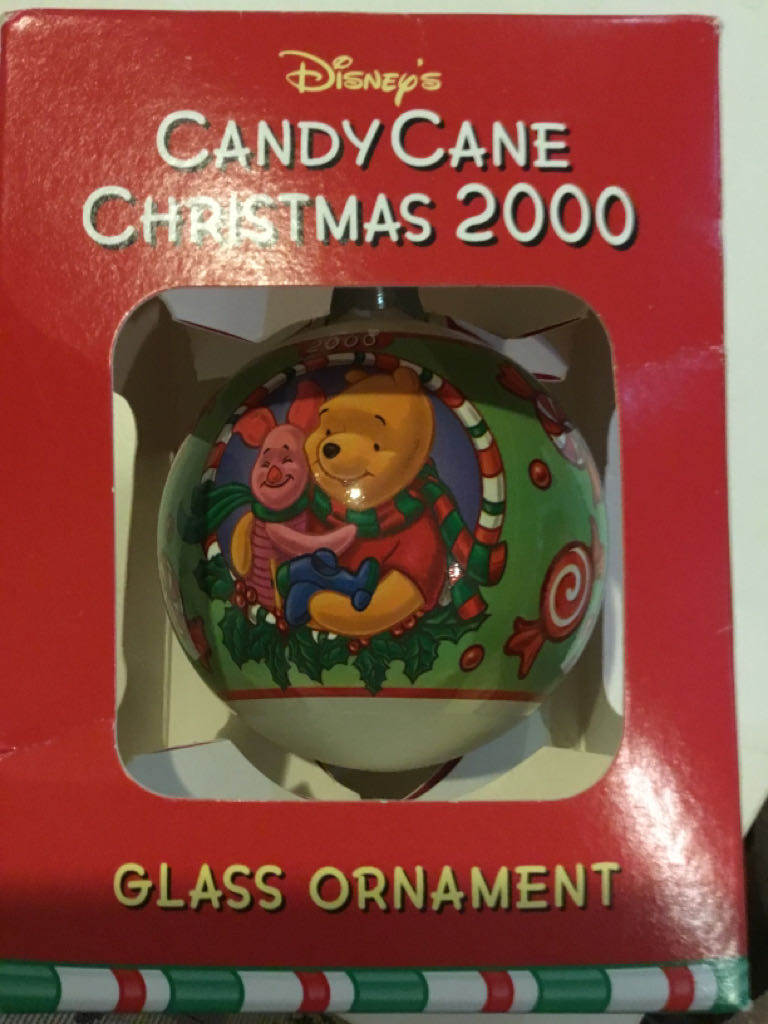 Disney's
Candy Cane
Christmas 2000
2000
Glass Ornament